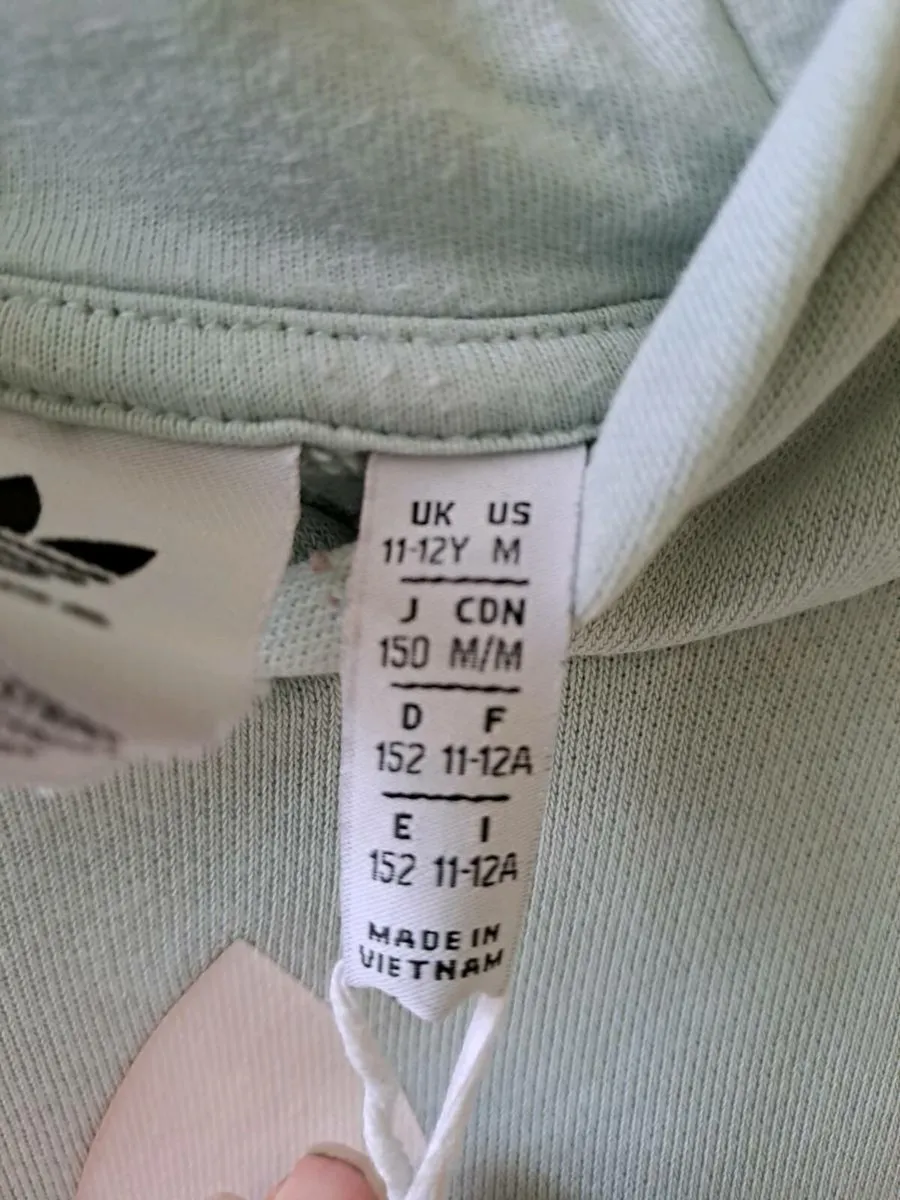 UK US
11-12Y M
J CDN
150 M/M
D F
152 11-12A
E I
152 11-12A
MADE IN
VIETNAM